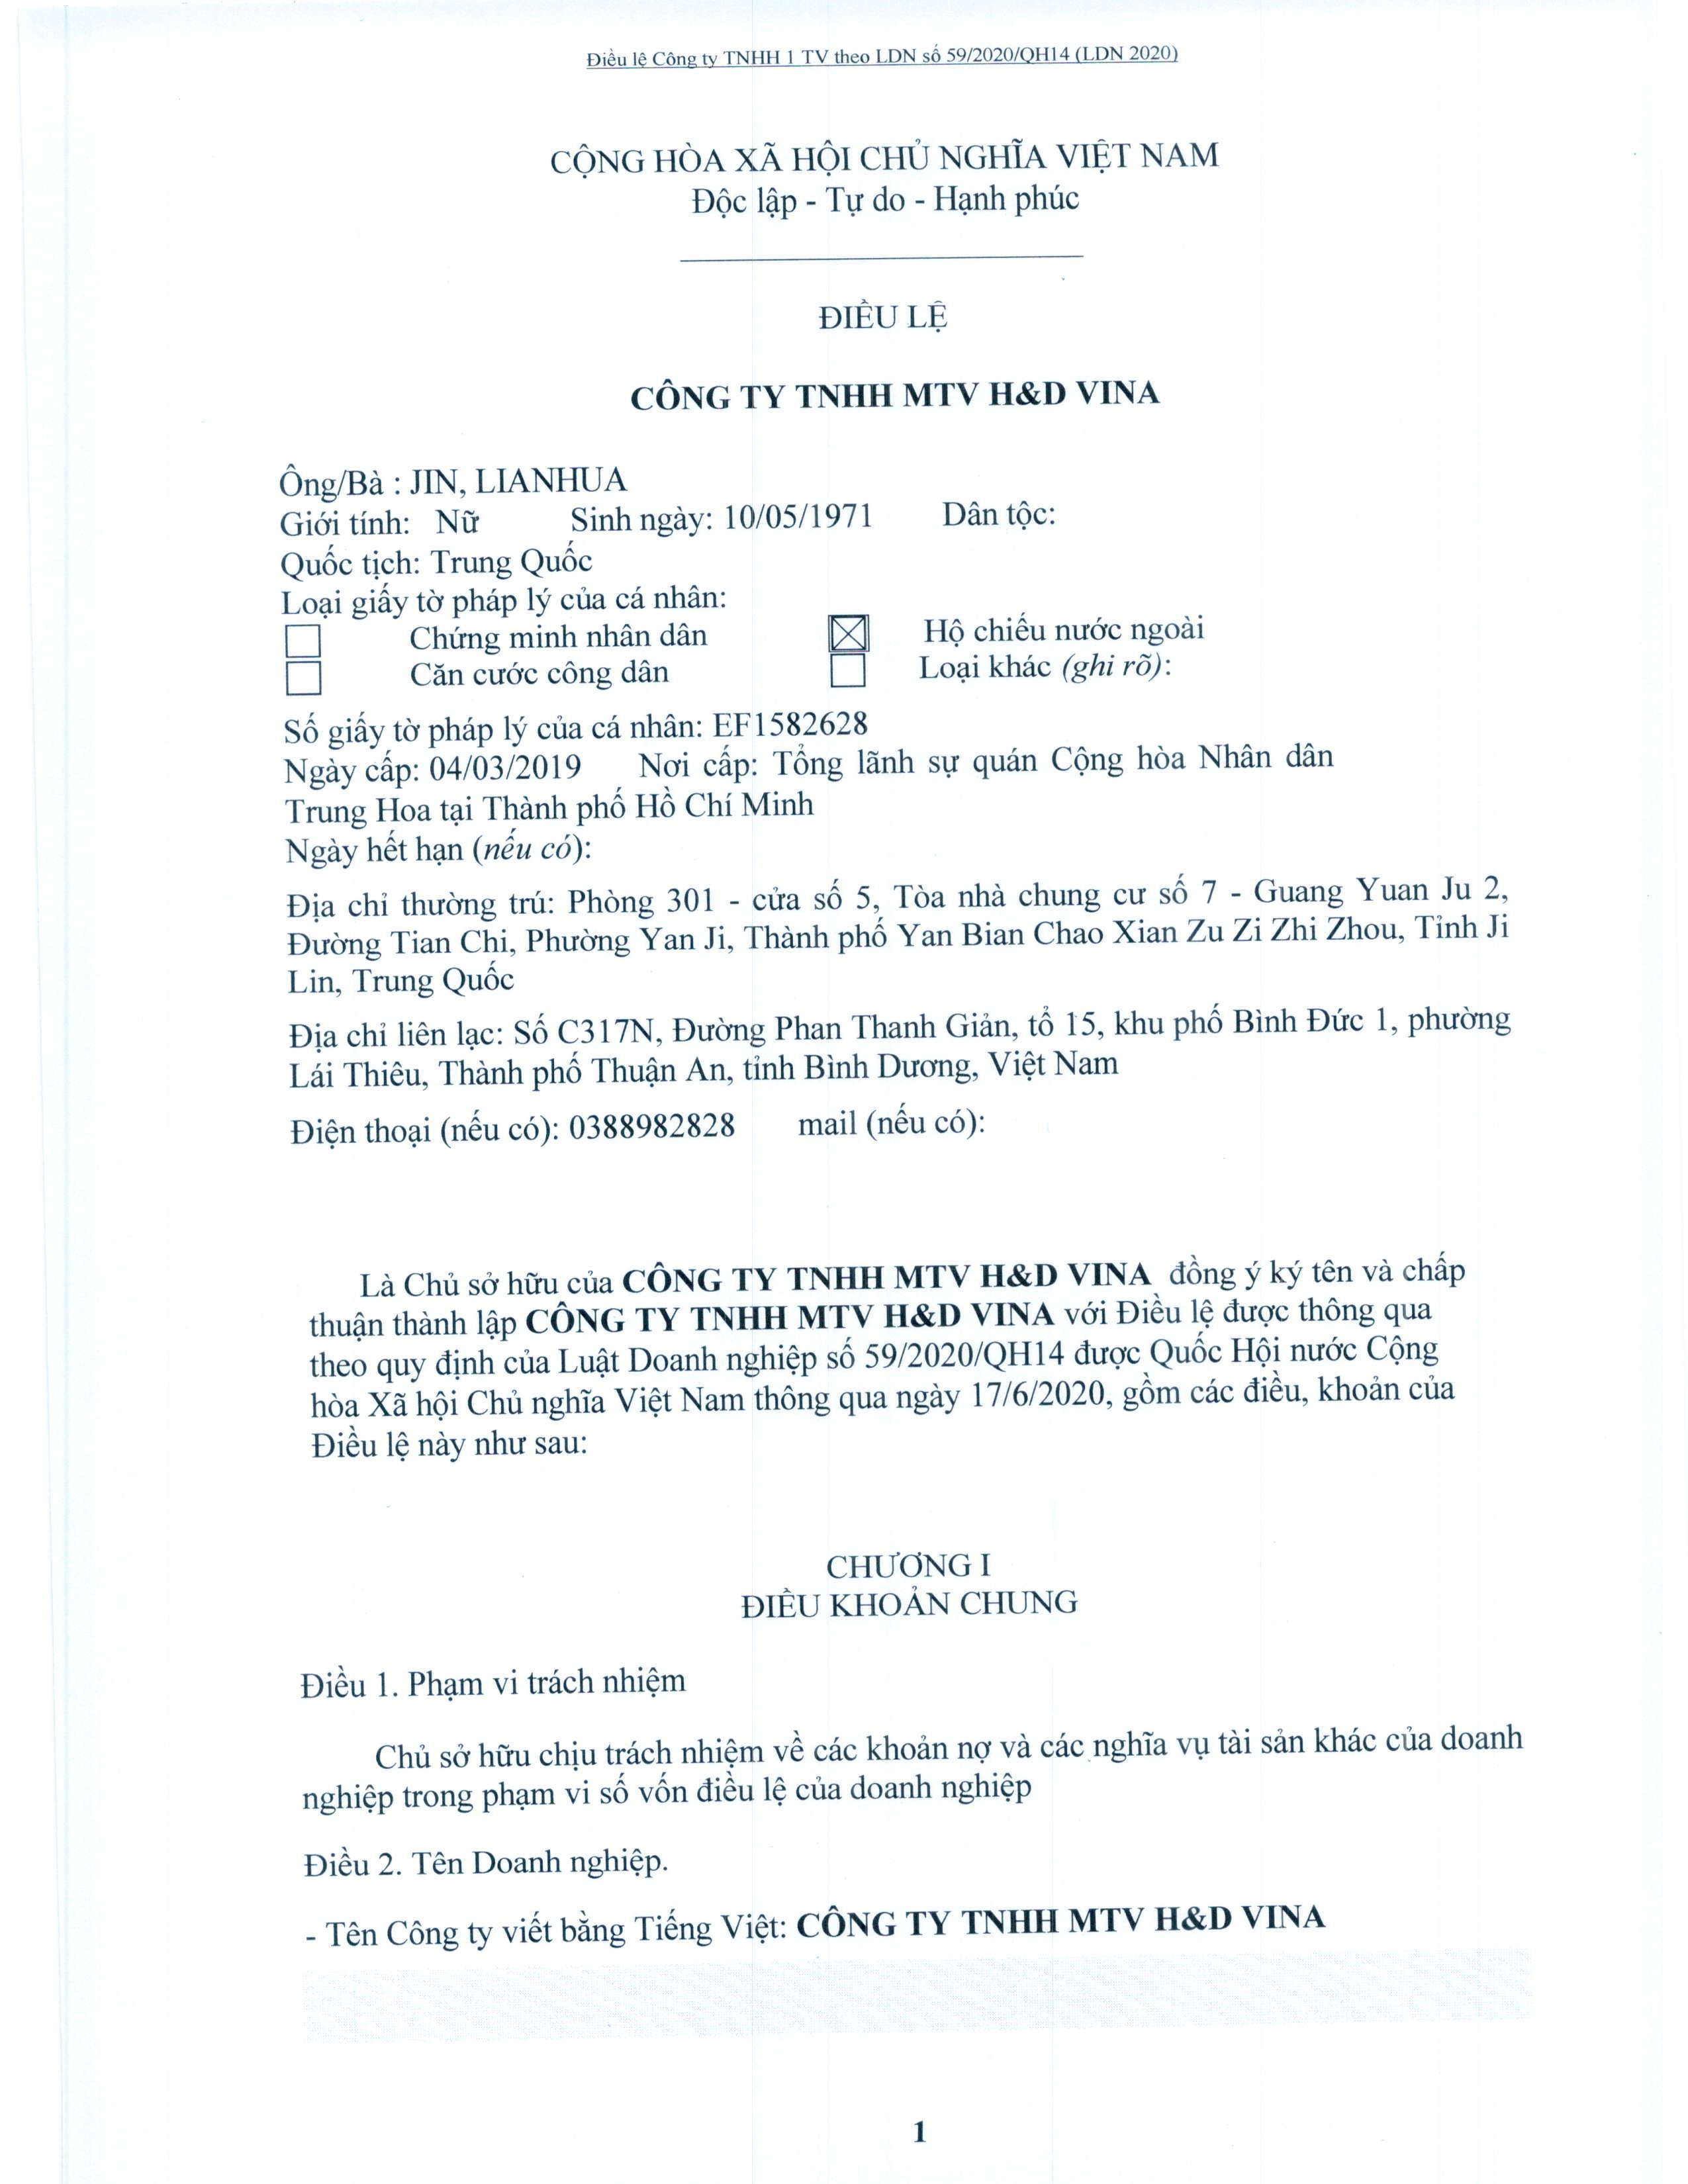 Điều lệ Công ty TNHH 1 TV theo LDN số 59/2020/QH14 (LDN 2020)
CỘNG HÒA XÃ HỘI CHỦ NGHĨA VIỆT NAM
Độc lập - Tự do - Hạnh phúc
ĐIỀU LỆ
CÔNG TY TNHH MTV H&D VINA
Ông/Bà : JIN, LIANHUA
Giới tính: Nữ Sinh ngày: 10/05/1971 Dân tộc:
Quốc tịch: Trung Quốc
Loại giấy tờ pháp lý của cá nhân:
Chứng minh nhân dân Hộ chiếu nước ngoài
Căn cước công dân Loại khác (ghi rõ):
Số giấy tờ pháp lý của cá nhân: EF1582628
Ngày cấp: 04/03/2019 Nơi cấp: Tổng lãnh sự quán Cộng hòa Nhân dân
Trung Hoa tại Thành phố Hồ Chí Minh
Ngày hết hạn (nếu có):
Địa chỉ thường trú: Phòng 301 - cửa số 5, Tòa nhà chung cư số 7 - Guang Yuan Ju 2,
Đường Tian Chi, Phường Yan Ji, Thành phố Yan Bian Chao Xian Zu Zi Zhi Zhou, Tỉnh Ji
Lin, Trung Quốc
Địa chỉ liên lạc: Số C317N, Đường Phan Thanh Giản, tổ 15, khu phố Bình Đức 1, phường
Lái Thiêu, Thành phố Thuận An, tỉnh Bình Dương, Việt Nam
Điện thoại (nếu có): 0388982828 mail (nếu có):
Là Chủ sở hữu của CÔNG TY TNHH MTV H&D VINA đồng ý ký tên và chấp
thuận thành lập CÔNG TY TNHH MTV H&D VINA với Điều lệ được thông qua
theo quy định của Luật Doanh nghiệp số 59/2020/QH14 được Quốc Hội nước Cộng
hòa Xã hội Chủ nghĩa Việt Nam thông qua ngày 17/6/2020, gồm các điều, khoản của
Điều lệ này như sau:
CHƯƠNG I
ĐIỀU KHOẢN CHUNG
Điều 1. Phạm vi trách nhiệm
Chủ sở hữu chịu trách nhiệm về các khoản nợ và các nghĩa vụ tài sản khác của doanh
nghiệp trong phạm vi số vốn điều lệ của doanh nghiệp
Điều 2. Tên Doanh nghiệp.
- Tên Công ty viết bằng Tiếng Việt: CÔNG TY TNHH MTV H&D VINA
1